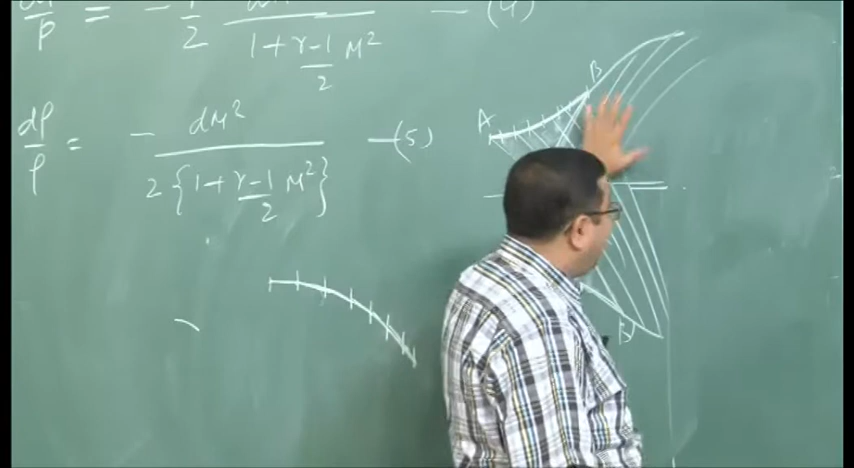 dp/p = - 1/2 dM² / (1 + (γ-1)/2 M²) — (4)
dρ/ρ = - dM² / 2{1 + (γ-1)/2 M²} — (5)
A
B
B'